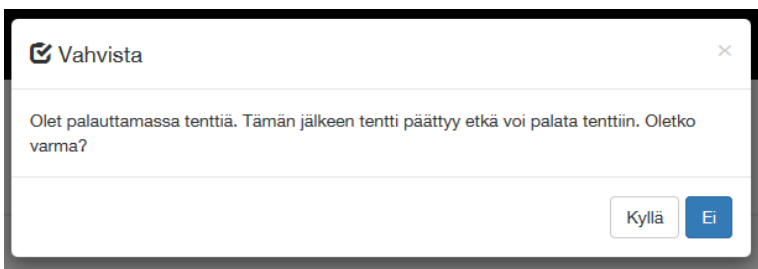 Vahvista
×
Olet palauttamassa tenttiä. Tämän jälkeen tentti päättyy etkä voi palata tenttiin. Oletko
varma?
Kyllä Ei